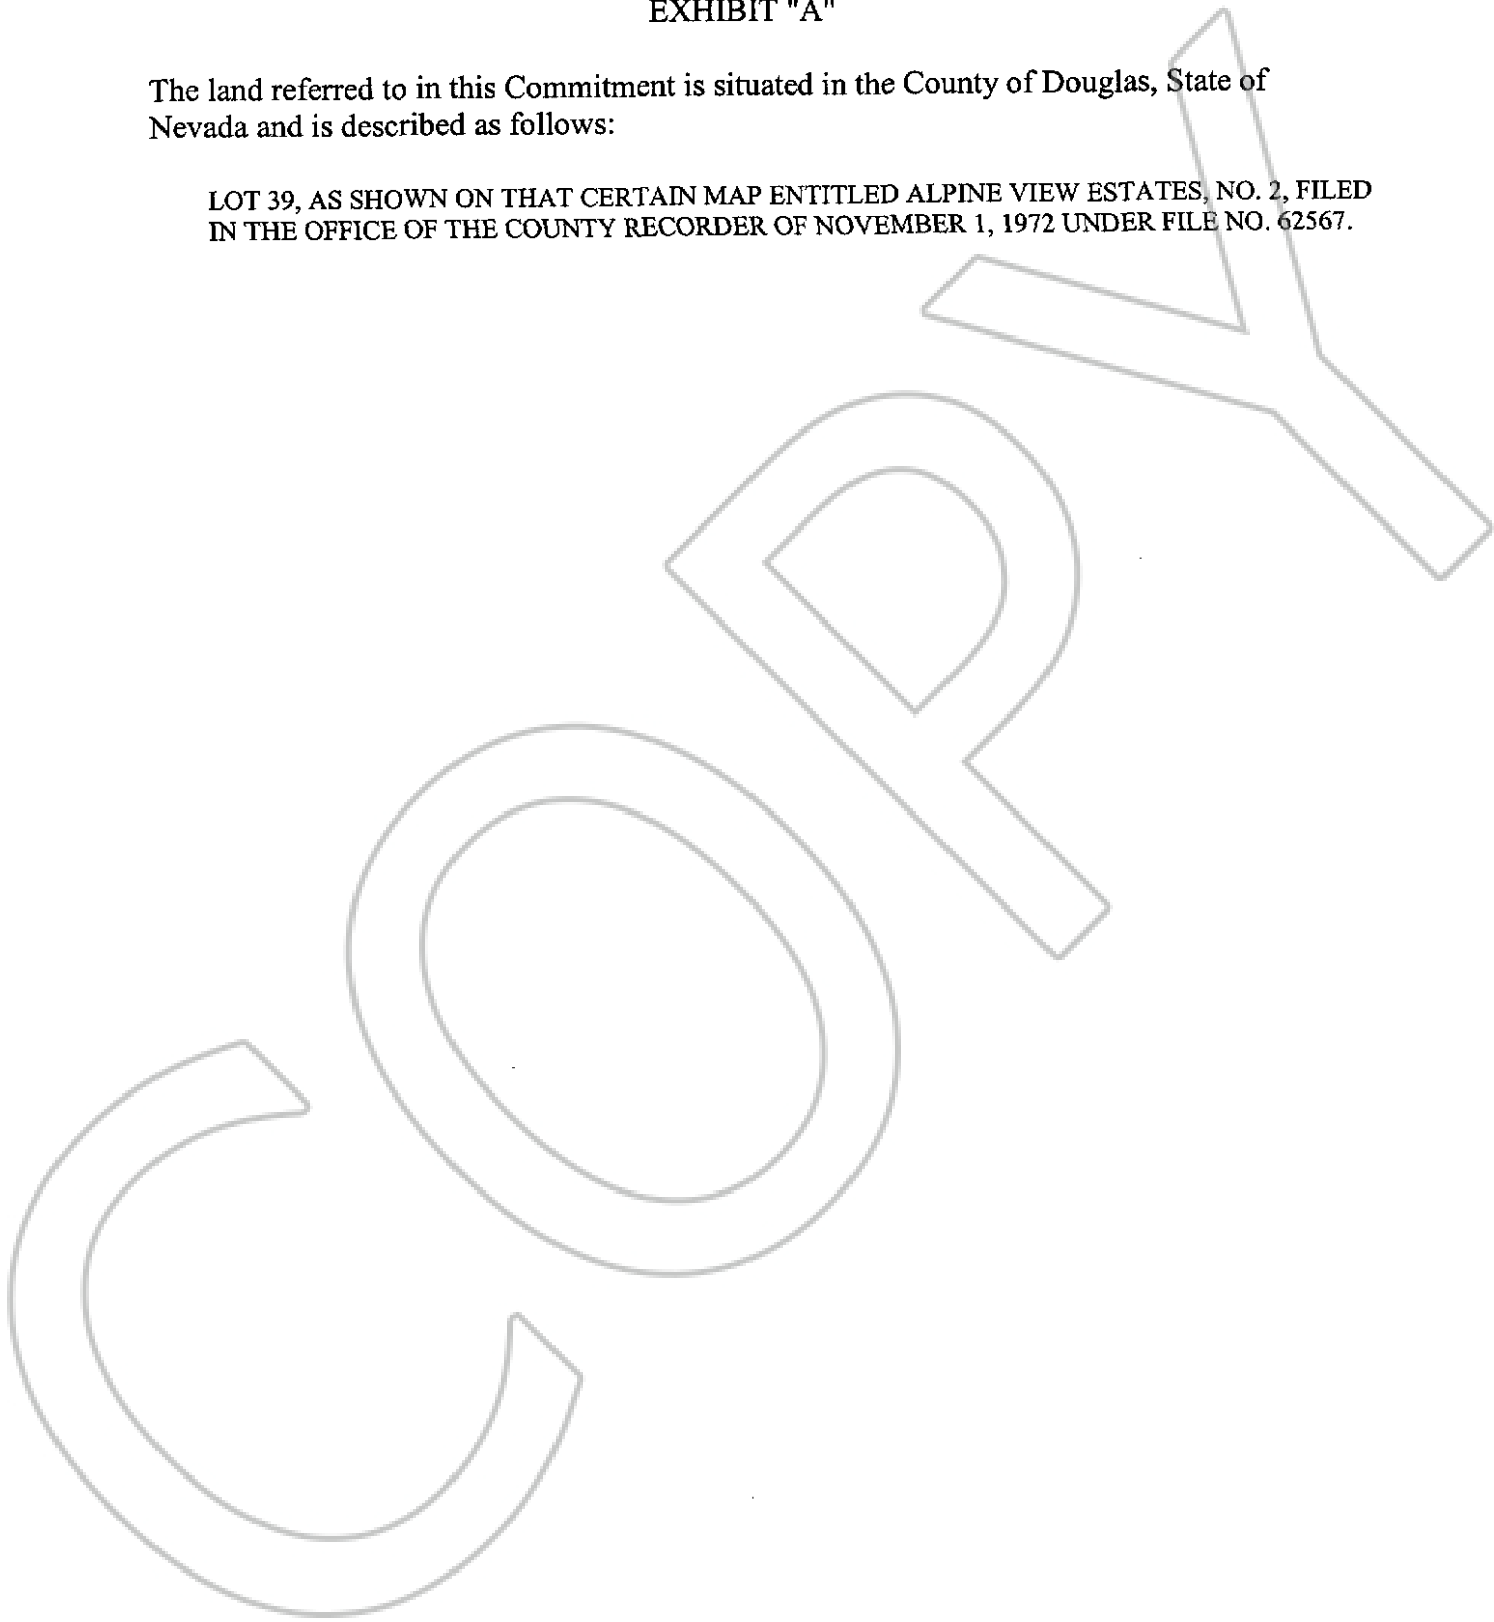 EXHIBIT "A"
The land referred to in this Commitment is situated in the County of Douglas, State of
Nevada and is described as follows:
LOT 39, AS SHOWN ON THAT CERTAIN MAP ENTITLED ALPINE VIEW ESTATES, NO. 2, FILED
IN THE OFFICE OF THE COUNTY RECORDER OF NOVEMBER 1, 1972 UNDER FILE NO. 62567.
COPY